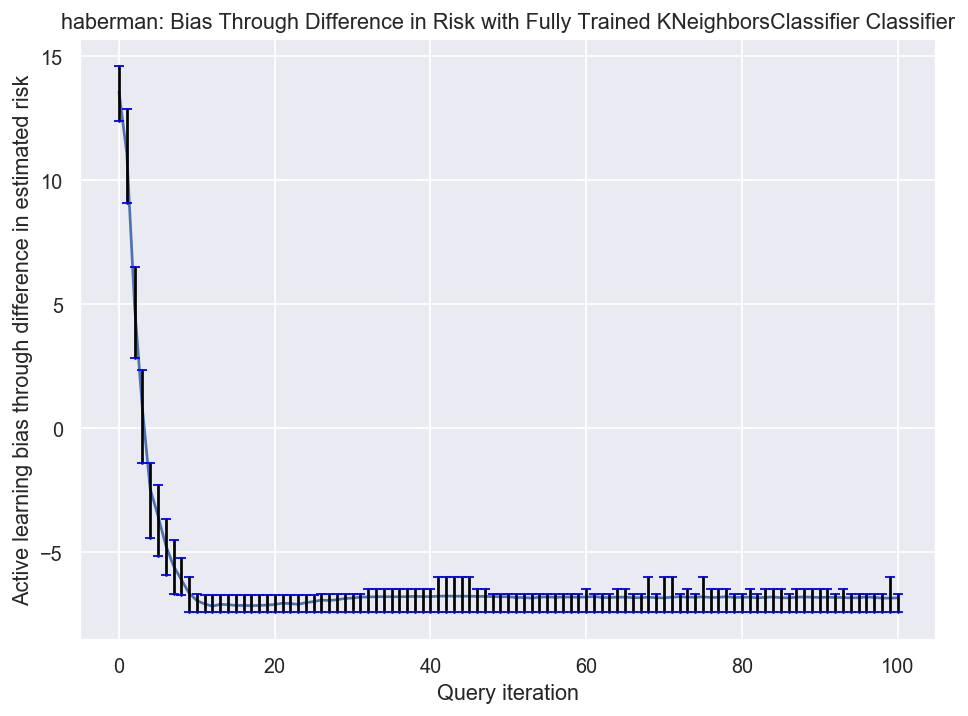 haberman: Bias Through Difference in Risk with Fully Trained KNeighborsClassifier Classifier
Active learning bias through difference in estimated risk
15
10
5
0
−5
0 20 40 60 80 100
Query iteration